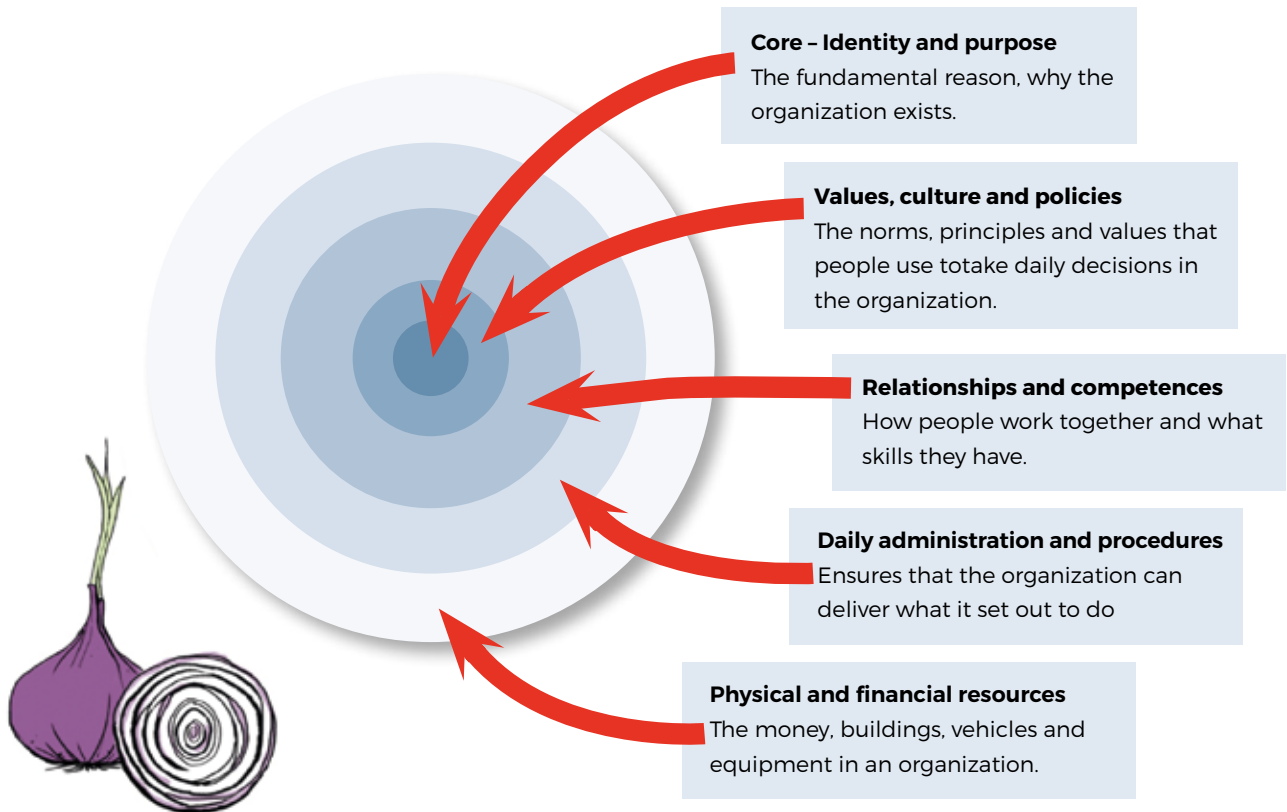 Core – Identity and purpose
The fundamental reason, why the
organization exists.
Values, culture and policies
The norms, principles and values that
people use totake daily decisions in
the organization.
Relationships and competences
How people work together and what
skills they have.
Daily administration and procedures
Ensures that the organization can
deliver what it set out to do
Physical and financial resources
The money, buildings, vehicles and
equipment in an organization.